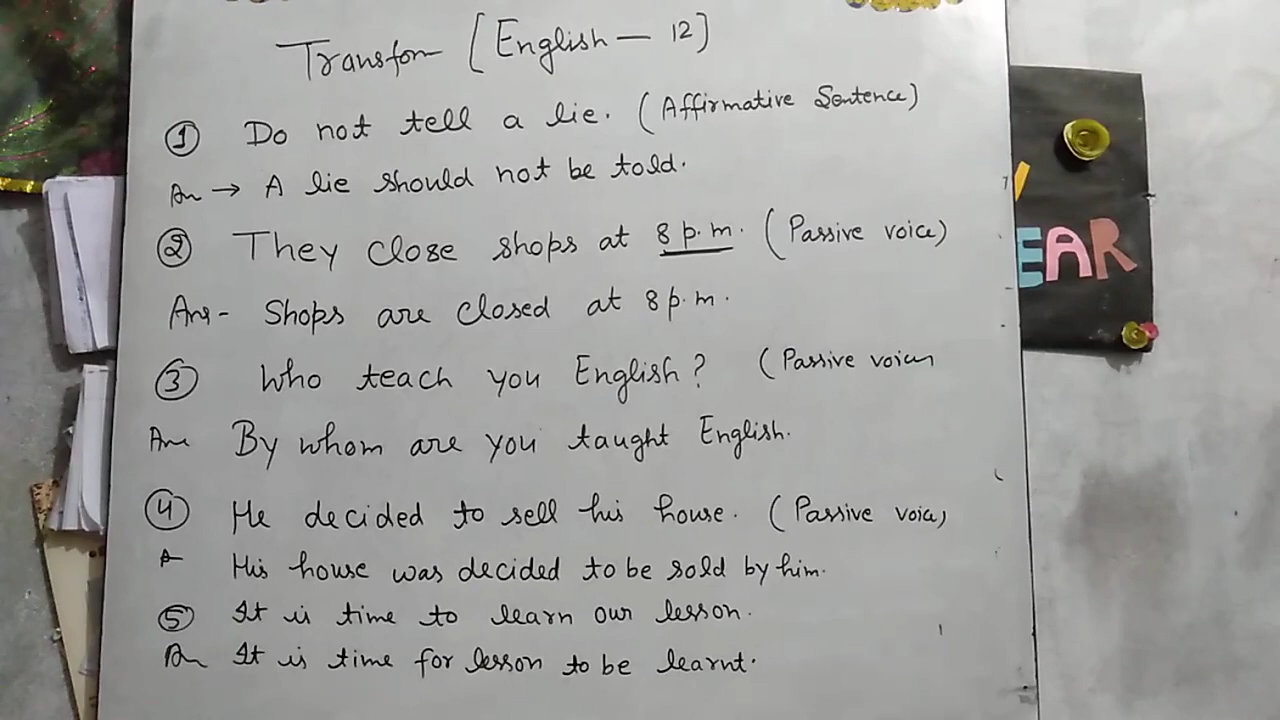 Transfom [English — 12]
① Do not tell a lie. (Affirmative Sentence)
An → A lie should not be told.
② They close shops at 8 p.m. (Passive voice)
Ans - Shops are closed at 8 p.m.
③ Who teach you English? (Passive voice
An By whom are you taught English.
④ He decided to sell his house. (Passive voice)
A His house was decided to be sold by him.
⑤ It is time to learn our lesson.
An It is time for lesson to be learnt.
EAR